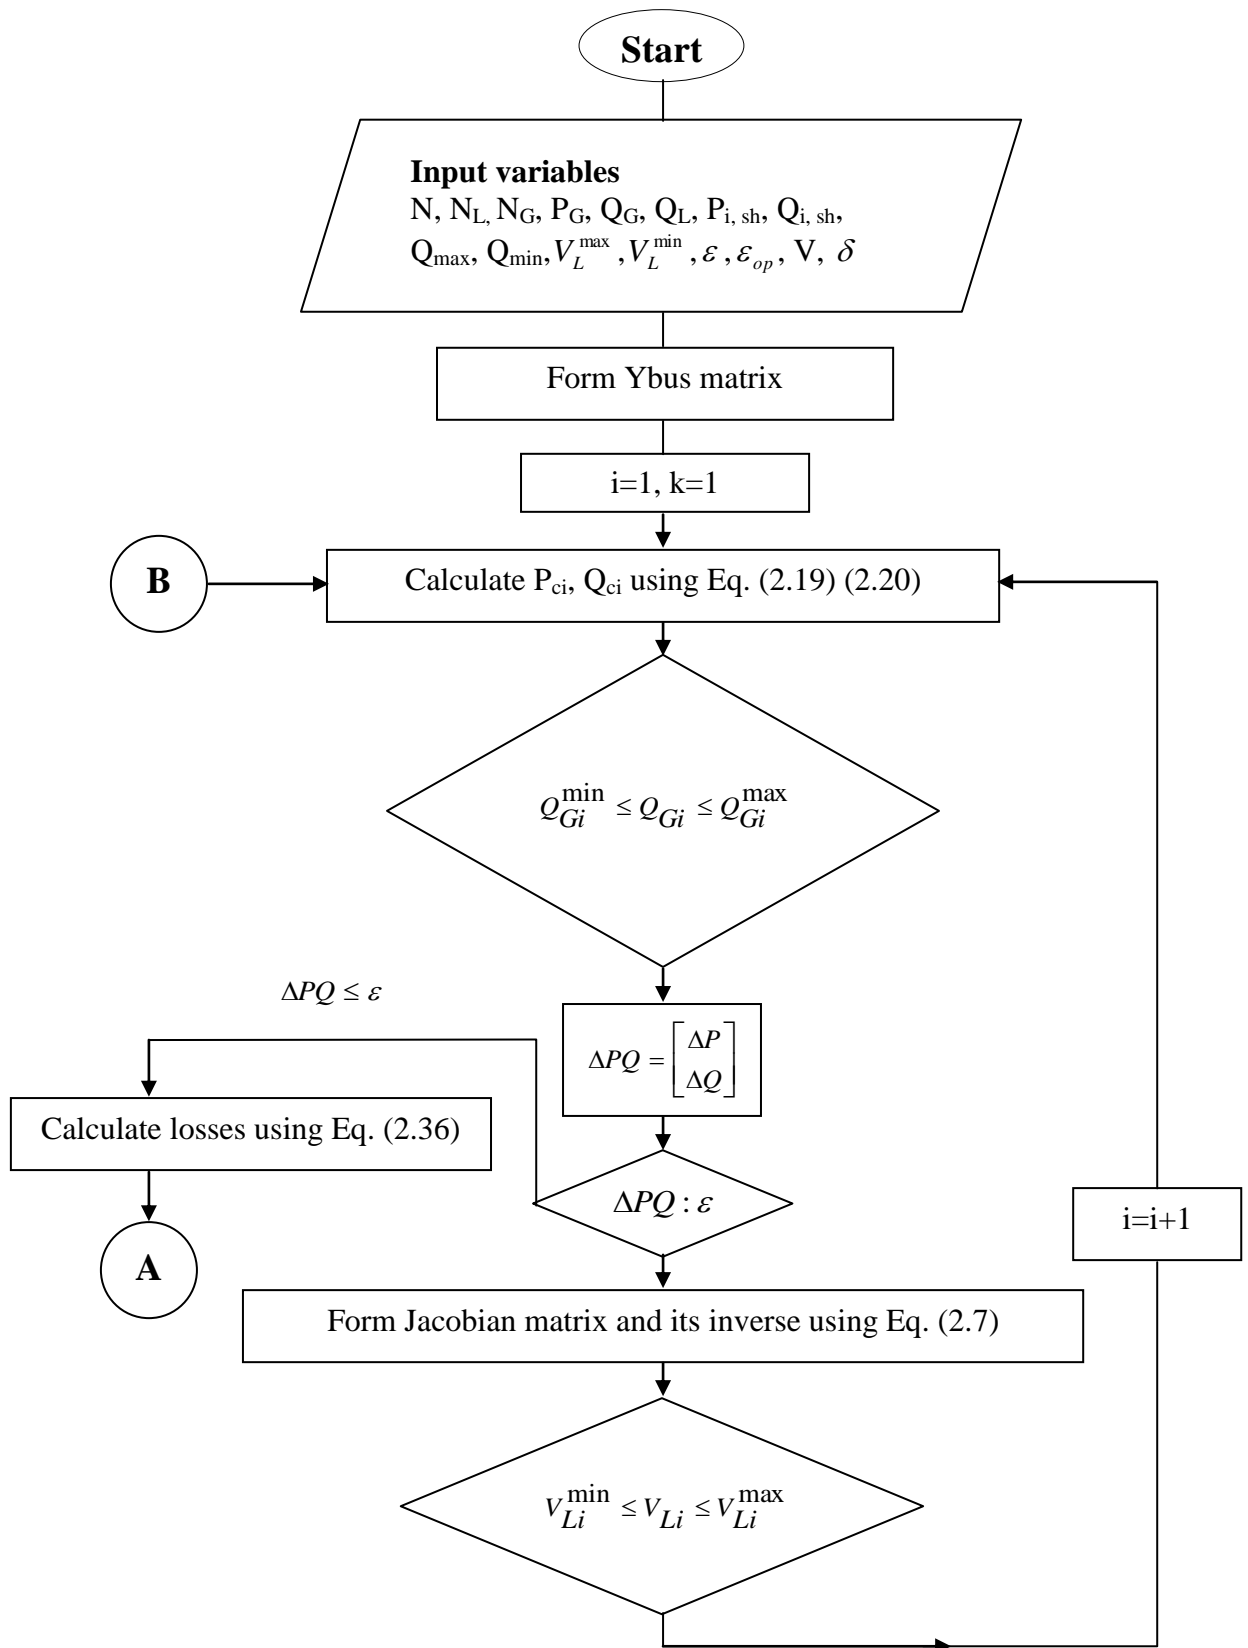 Start
Input variables
N, N_L, N_G, P_G, Q_G, Q_L, P_i, sh, Q_i, sh,
Q_max, Q_min, V_L^max, V_L^min, ε, ε_op, V, δ
Form Ybus matrix
i=1, k=1
B
Calculate P_ci, Q_ci using Eq. (2.19) (2.20)
Q_Gi^min ≤ Q_Gi ≤ Q_Gi^max
ΔPQ ≤ ε
ΔPQ = [ΔP
ΔQ]
Calculate losses using Eq. (2.36)
ΔPQ : ε
i=i+1
A
Form Jacobian matrix and its inverse using Eq. (2.7)
V_Li^min ≤ V_Li ≤ V_Li^max